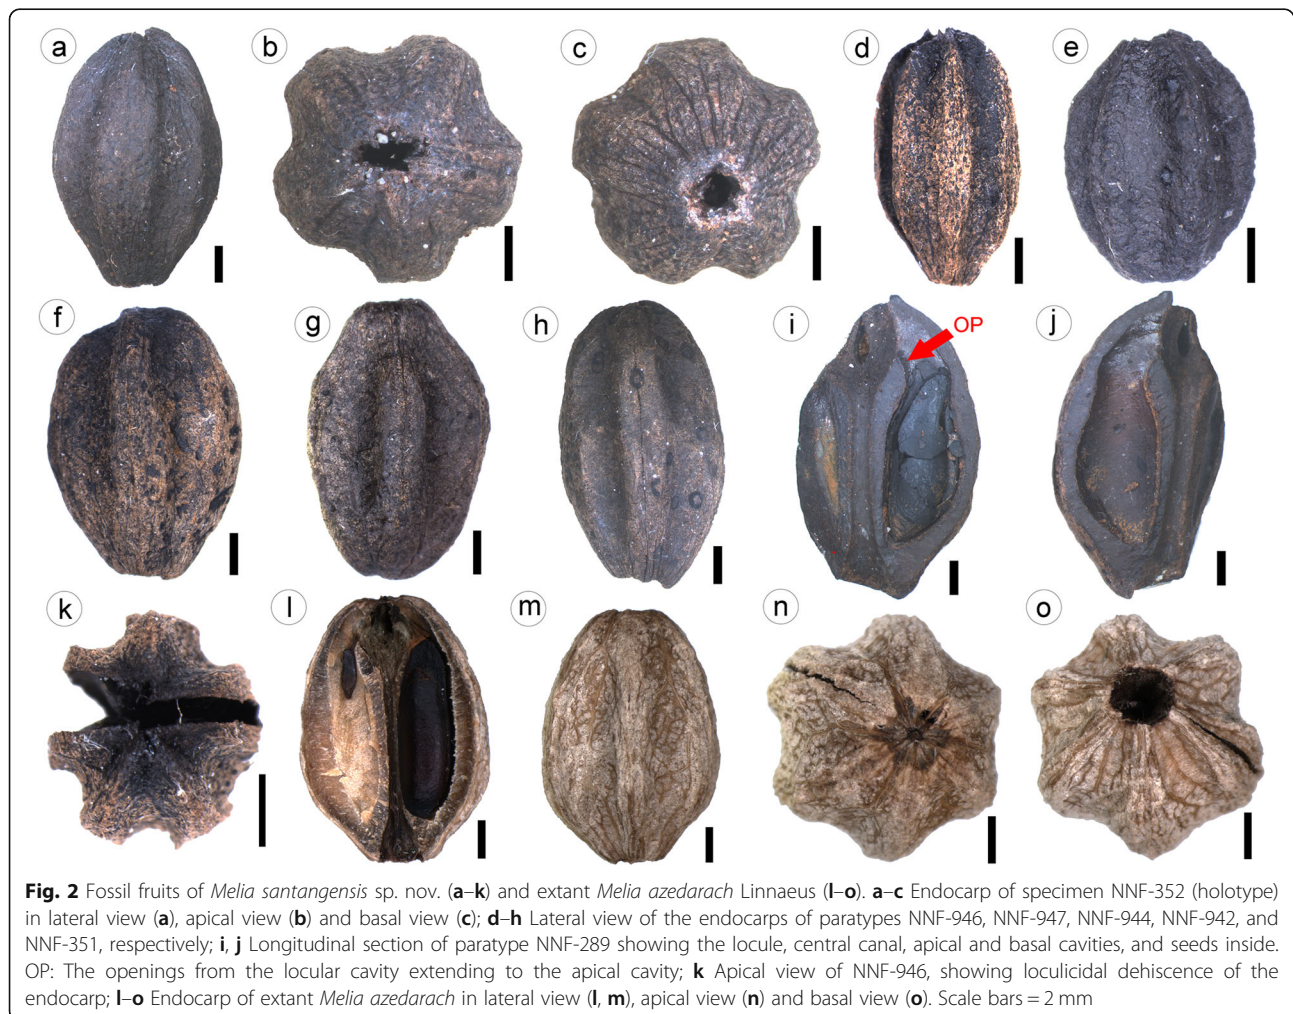 a b c d e
f g h i OP j
k l m n o
Fig. 2 Fossil fruits of Melia santangensis sp. nov. (a–k) and extant Melia azedarach Linnaeus (l–o). a–c Endocarp of specimen NNF-352 (holotype)
in lateral view (a), apical view (b) and basal view (c); d–h Lateral view of the endocarps of paratypes NNF-946, NNF-947, NNF-944, NNF-942, and
NNF-351, respectively; i, j Longitudinal section of paratype NNF-289 showing the locule, central canal, apical and basal cavities, and seeds inside.
OP: The openings from the locular cavity extending to the apical cavity; k Apical view of NNF-946, showing loculicidal dehiscence of the
endocarp; l–o Endocarp of extant Melia azedarach in lateral view (l, m), apical view (n) and basal view (o). Scale bars = 2 mm